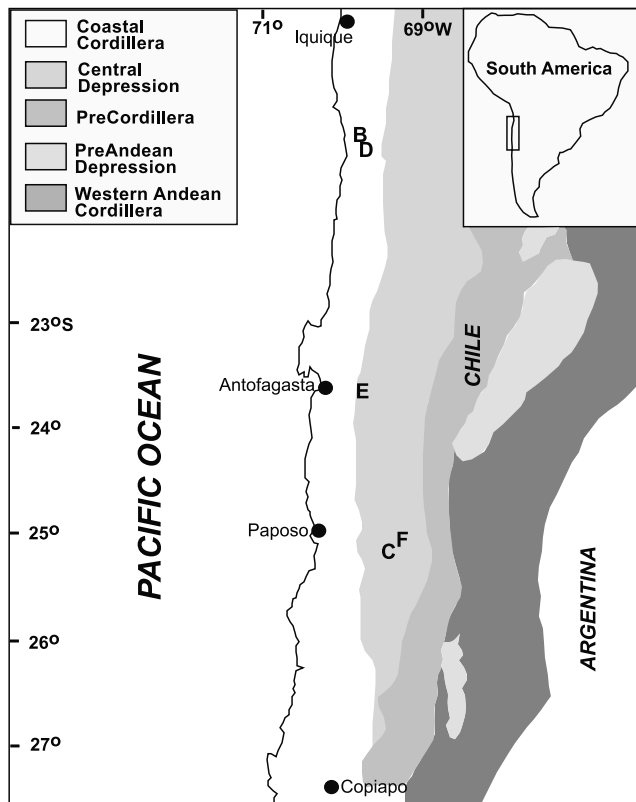 Coastal
Cordillera
Central
Depression
PreCordillera
PreAndean
Depression
Western Andean
Cordillera
71o
69oW
Iquique
South America
B
D
23oS
CHILE
Antofagasta
E
24o
PACIFIC OCEAN
Paposo
25o
C F
ARGENTINA
26o
27o
Copiapo